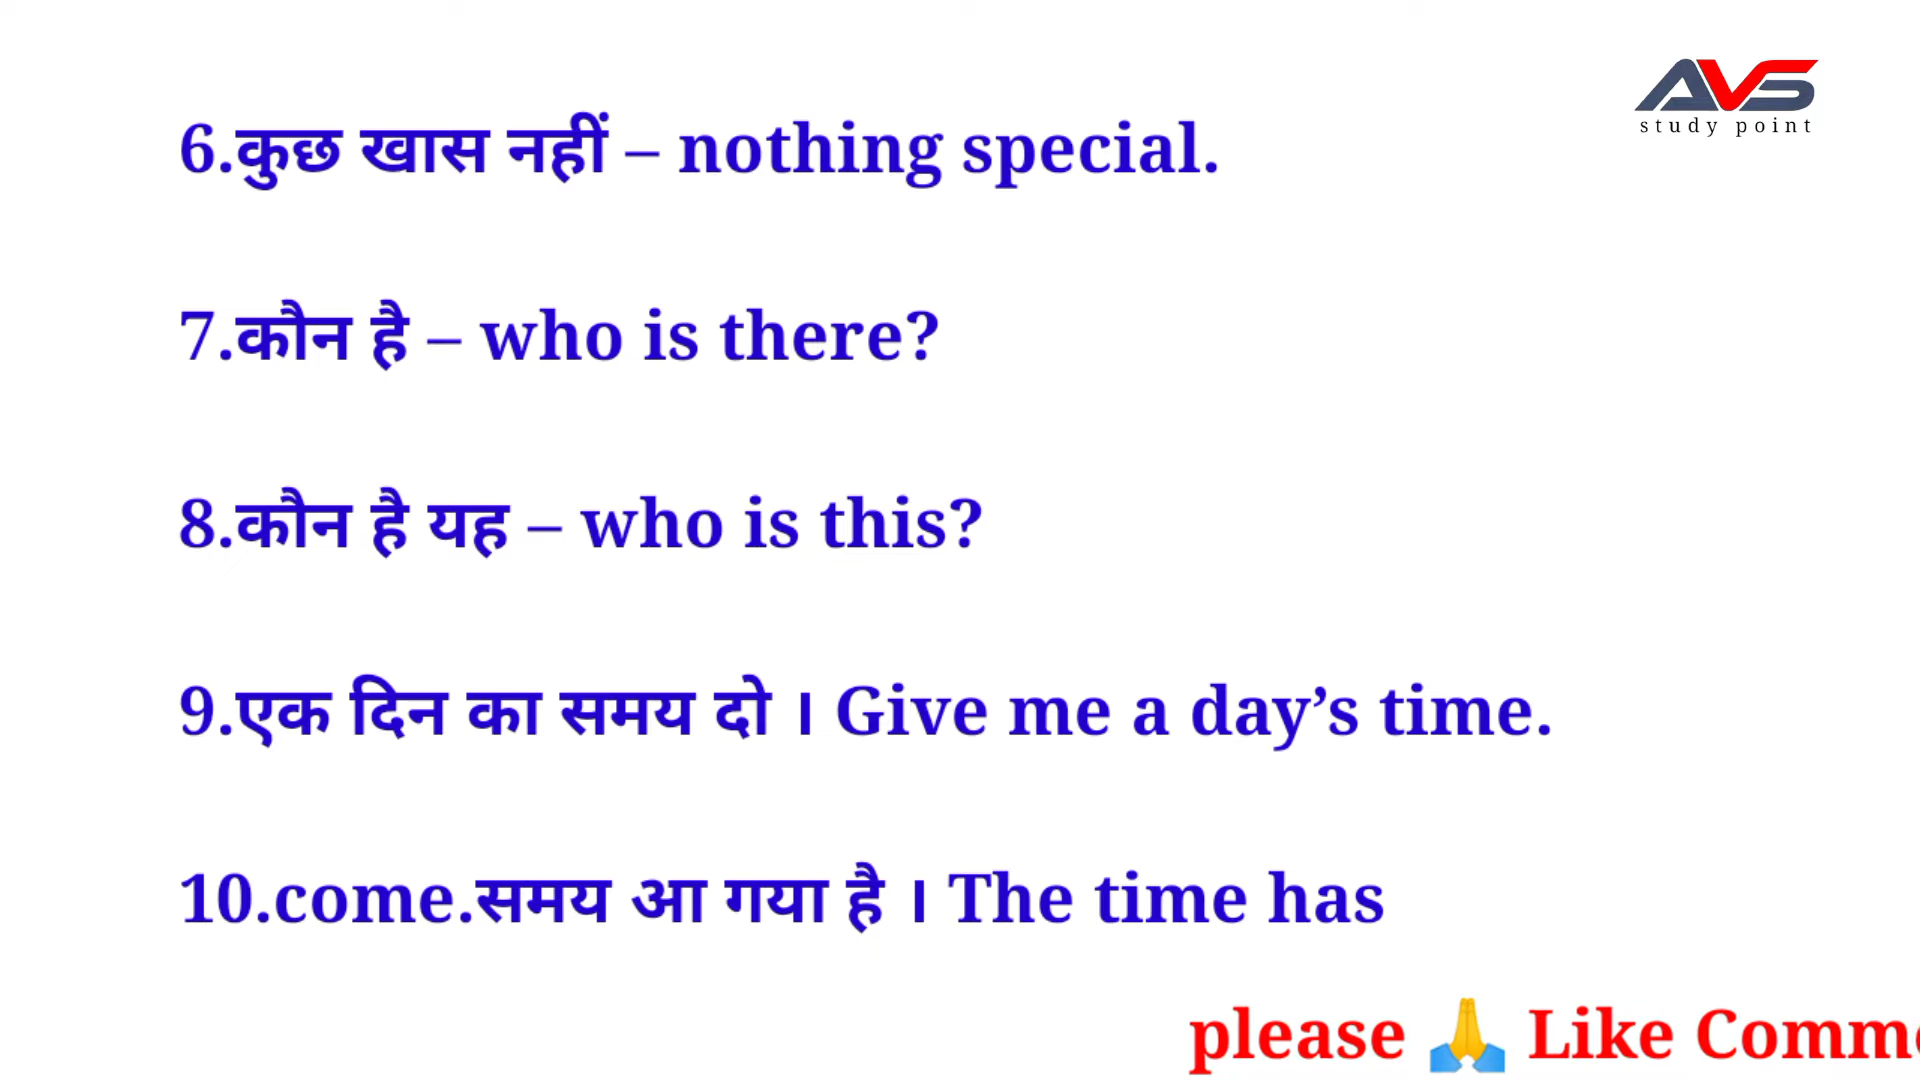 AVS
study point
6.कुछ खास नहीं – nothing special.
7.कौन है – who is there?
8.कौन है यह – who is this?
9.एक दिन का समय दो । Give me a day’s time.
10.come.समय आ गया है । The time has
please 🙏 Like